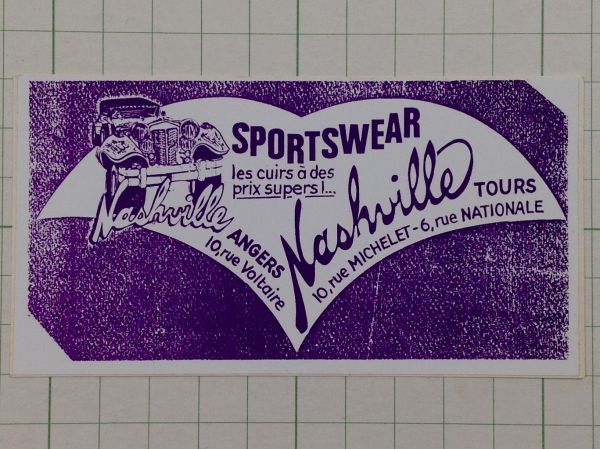 SPORTSWEAR
les cuirs à des
prix supers!...
Nashville
ANGERS
10, rue Voltaire
Nashville
TOURS
10, rue MICHELET - 6, rue NATIONALE